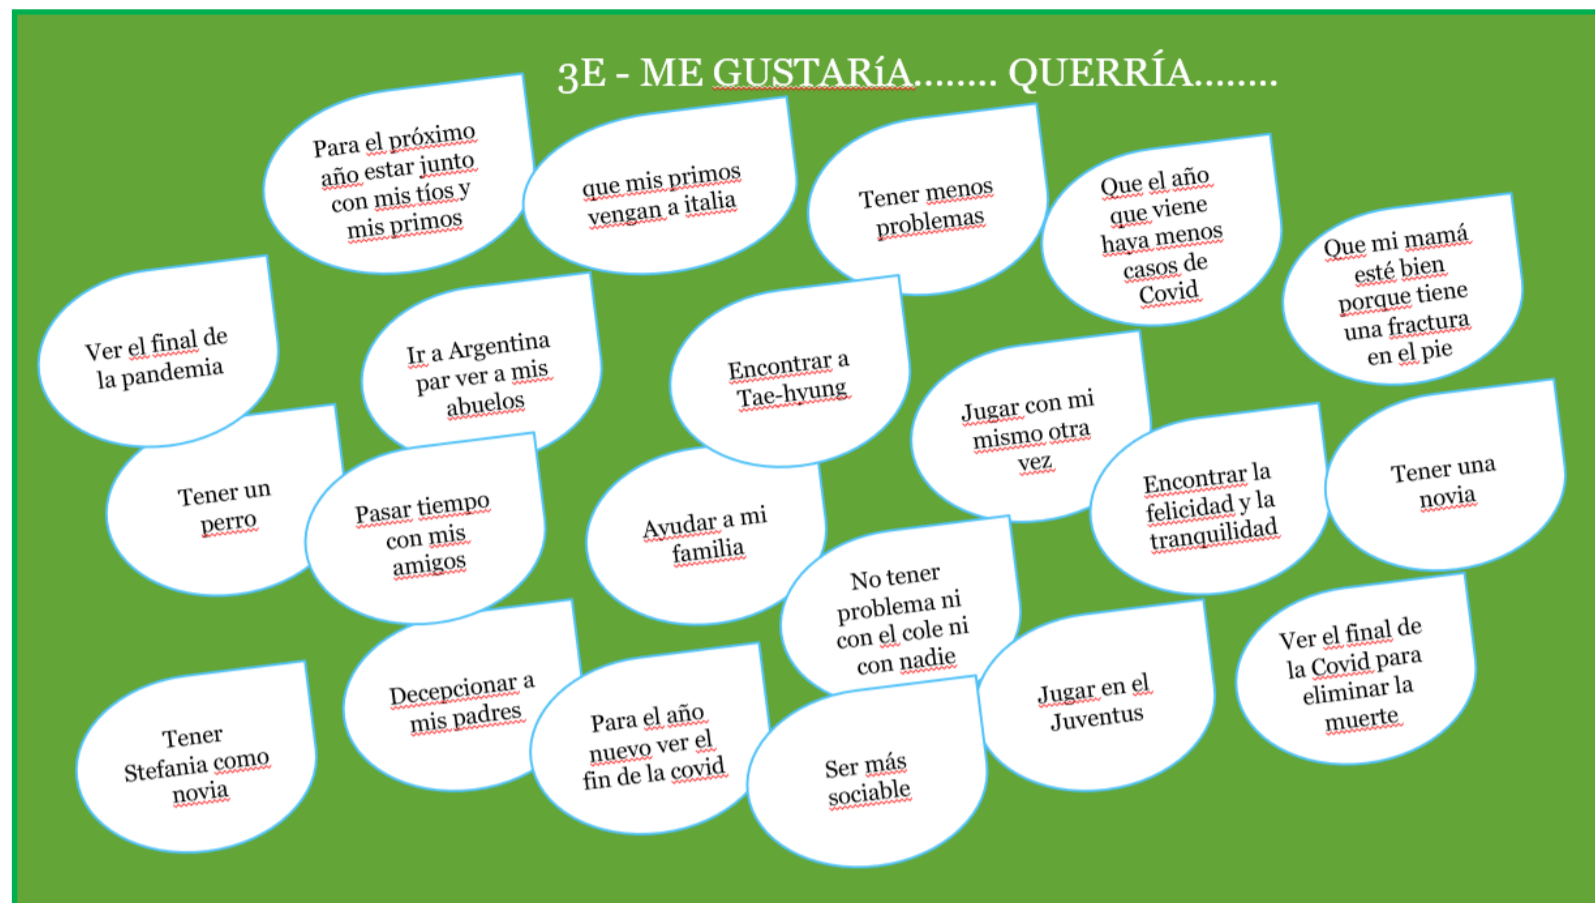 3E - ME GUSTARíA........ QUERRÍA........
Para el próximo
año estar junto
con mis tíos y
mis primos
que mis primos
vengan a italia
Tener menos
problemas
Que el año
que viene
haya menos
casos de
Covid
Que mi mamá
esté bien
porque tiene
una fractura
en el pie
Ver el final de
la pandemia
Ir a Argentina
par ver a mis
abuelos
Encontrar a
Tae-hyung
Jugar con mi
mismo otra
vez
Encontrar la
felicidad y la
tranquilidad
Tener una
novia
Tener un
perro
Pasar tiempo
con mis
amigos
Ayudar a mi
familia
No tener
problema ni
con el cole ni
con nadie
Ver el final de
la Covid para
eliminar la
muerte
Tener
Stefania como
novia
Decepcionar a
mis padres
Para el año
nuevo ver el
fin de la covid
Ser más
sociable
Jugar en el
Juventus